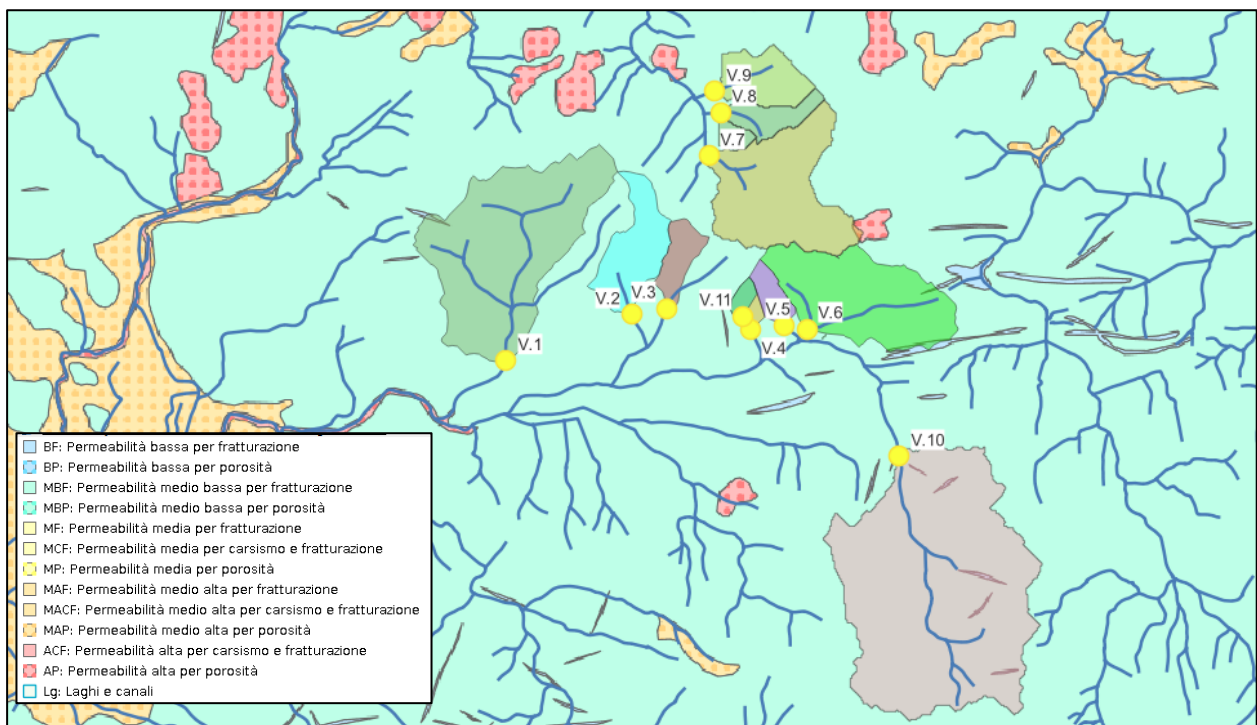 V.9
V.8
V.7
V.2
V.3
V.11
V.5
V.6
V.1
V.4
V.10
BF: Permeabilità bassa per fratturazione
BP: Permeabilità bassa per porosità
MBF: Permeabilità medio bassa per fratturazione
MBP: Permeabilità medio bassa per porosità
MF: Permeabilità media per fratturazione
MCF: Permeabilità media per carsismo e fratturazione
MP: Permeabilità media per porosità
MAF: Permeabilità medio alta per fratturazione
MACF: Permeabilità medio alta per carsismo e fratturazione
MAP: Permeabilità medio alta per porosità
ACF: Permeabilità alta per carsismo e fratturazione
AP: Permeabilità alta per porosità
Lg: Laghi e canali